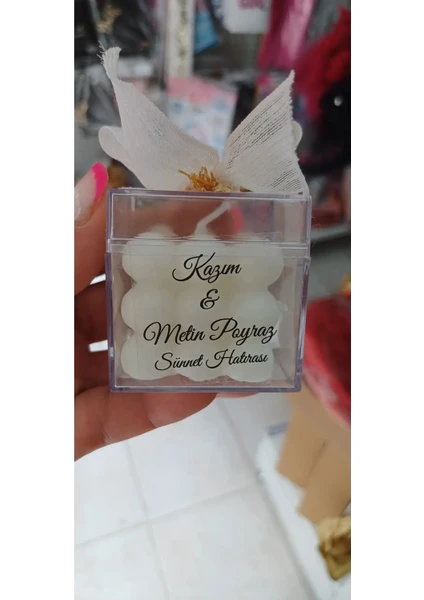 Kazım
&
Metin Poyraz
Sünnet Hatırası